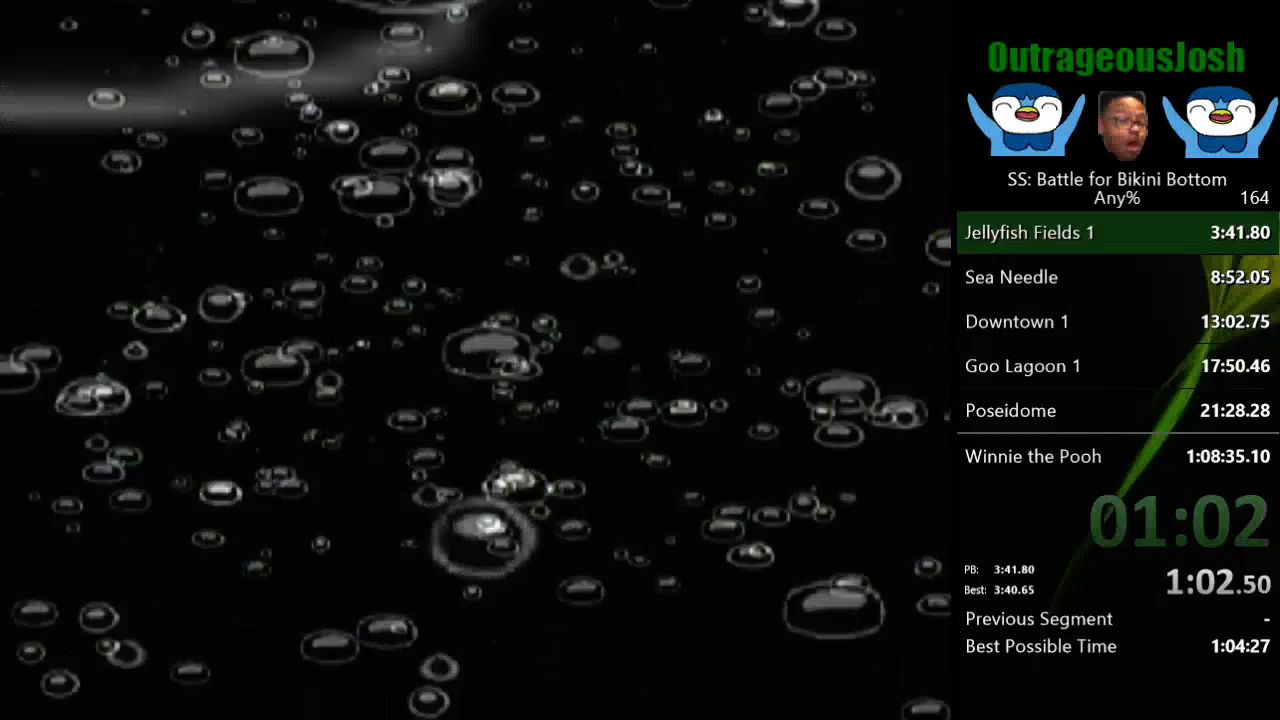 OutrageousJosh
SS: Battle for Bikini Bottom
Any% 164
Jellyfish Fields 1 3:41.80
Sea Needle 8:52.05
Downtown 1 13:02.75
Goo Lagoon 1 17:50.46
Poseidome 21:28.28
Winnie the Pooh 1:08:35.10
01:02
PB: 3:41.80
Best: 3:40.65
1:02.50
Previous Segment -
Best Possible Time 1:04:27